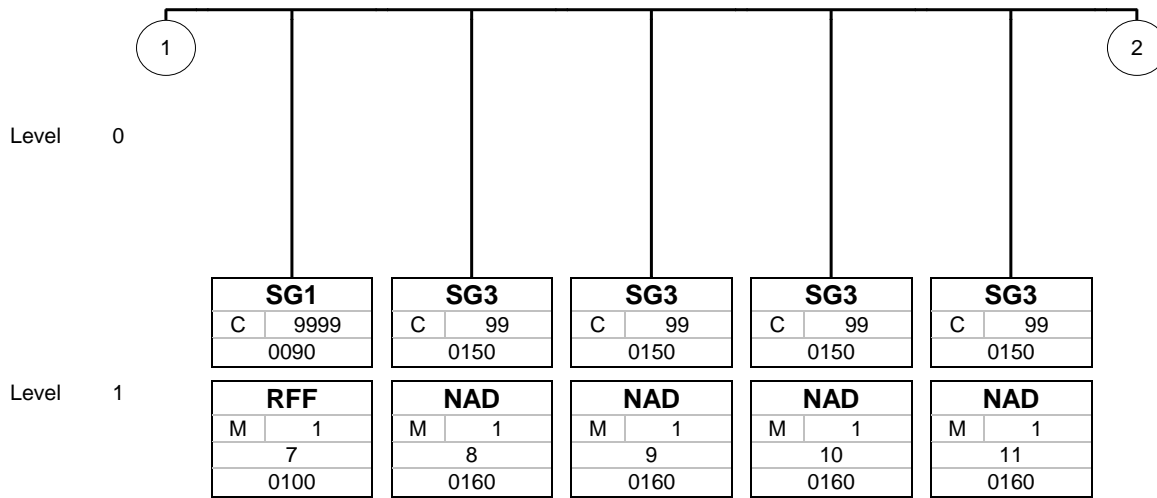 1 2
Level 0
SG1 SG3 SG3 SG3 SG3
C 9999 C 99 C 99 C 99 C 99
0090 0150 0150 0150 0150
Level 1
RFF NAD NAD NAD NAD
M 1 M 1 M 1 M 1 M 1
7 8 9 10 11
0100 0160 0160 0160 0160